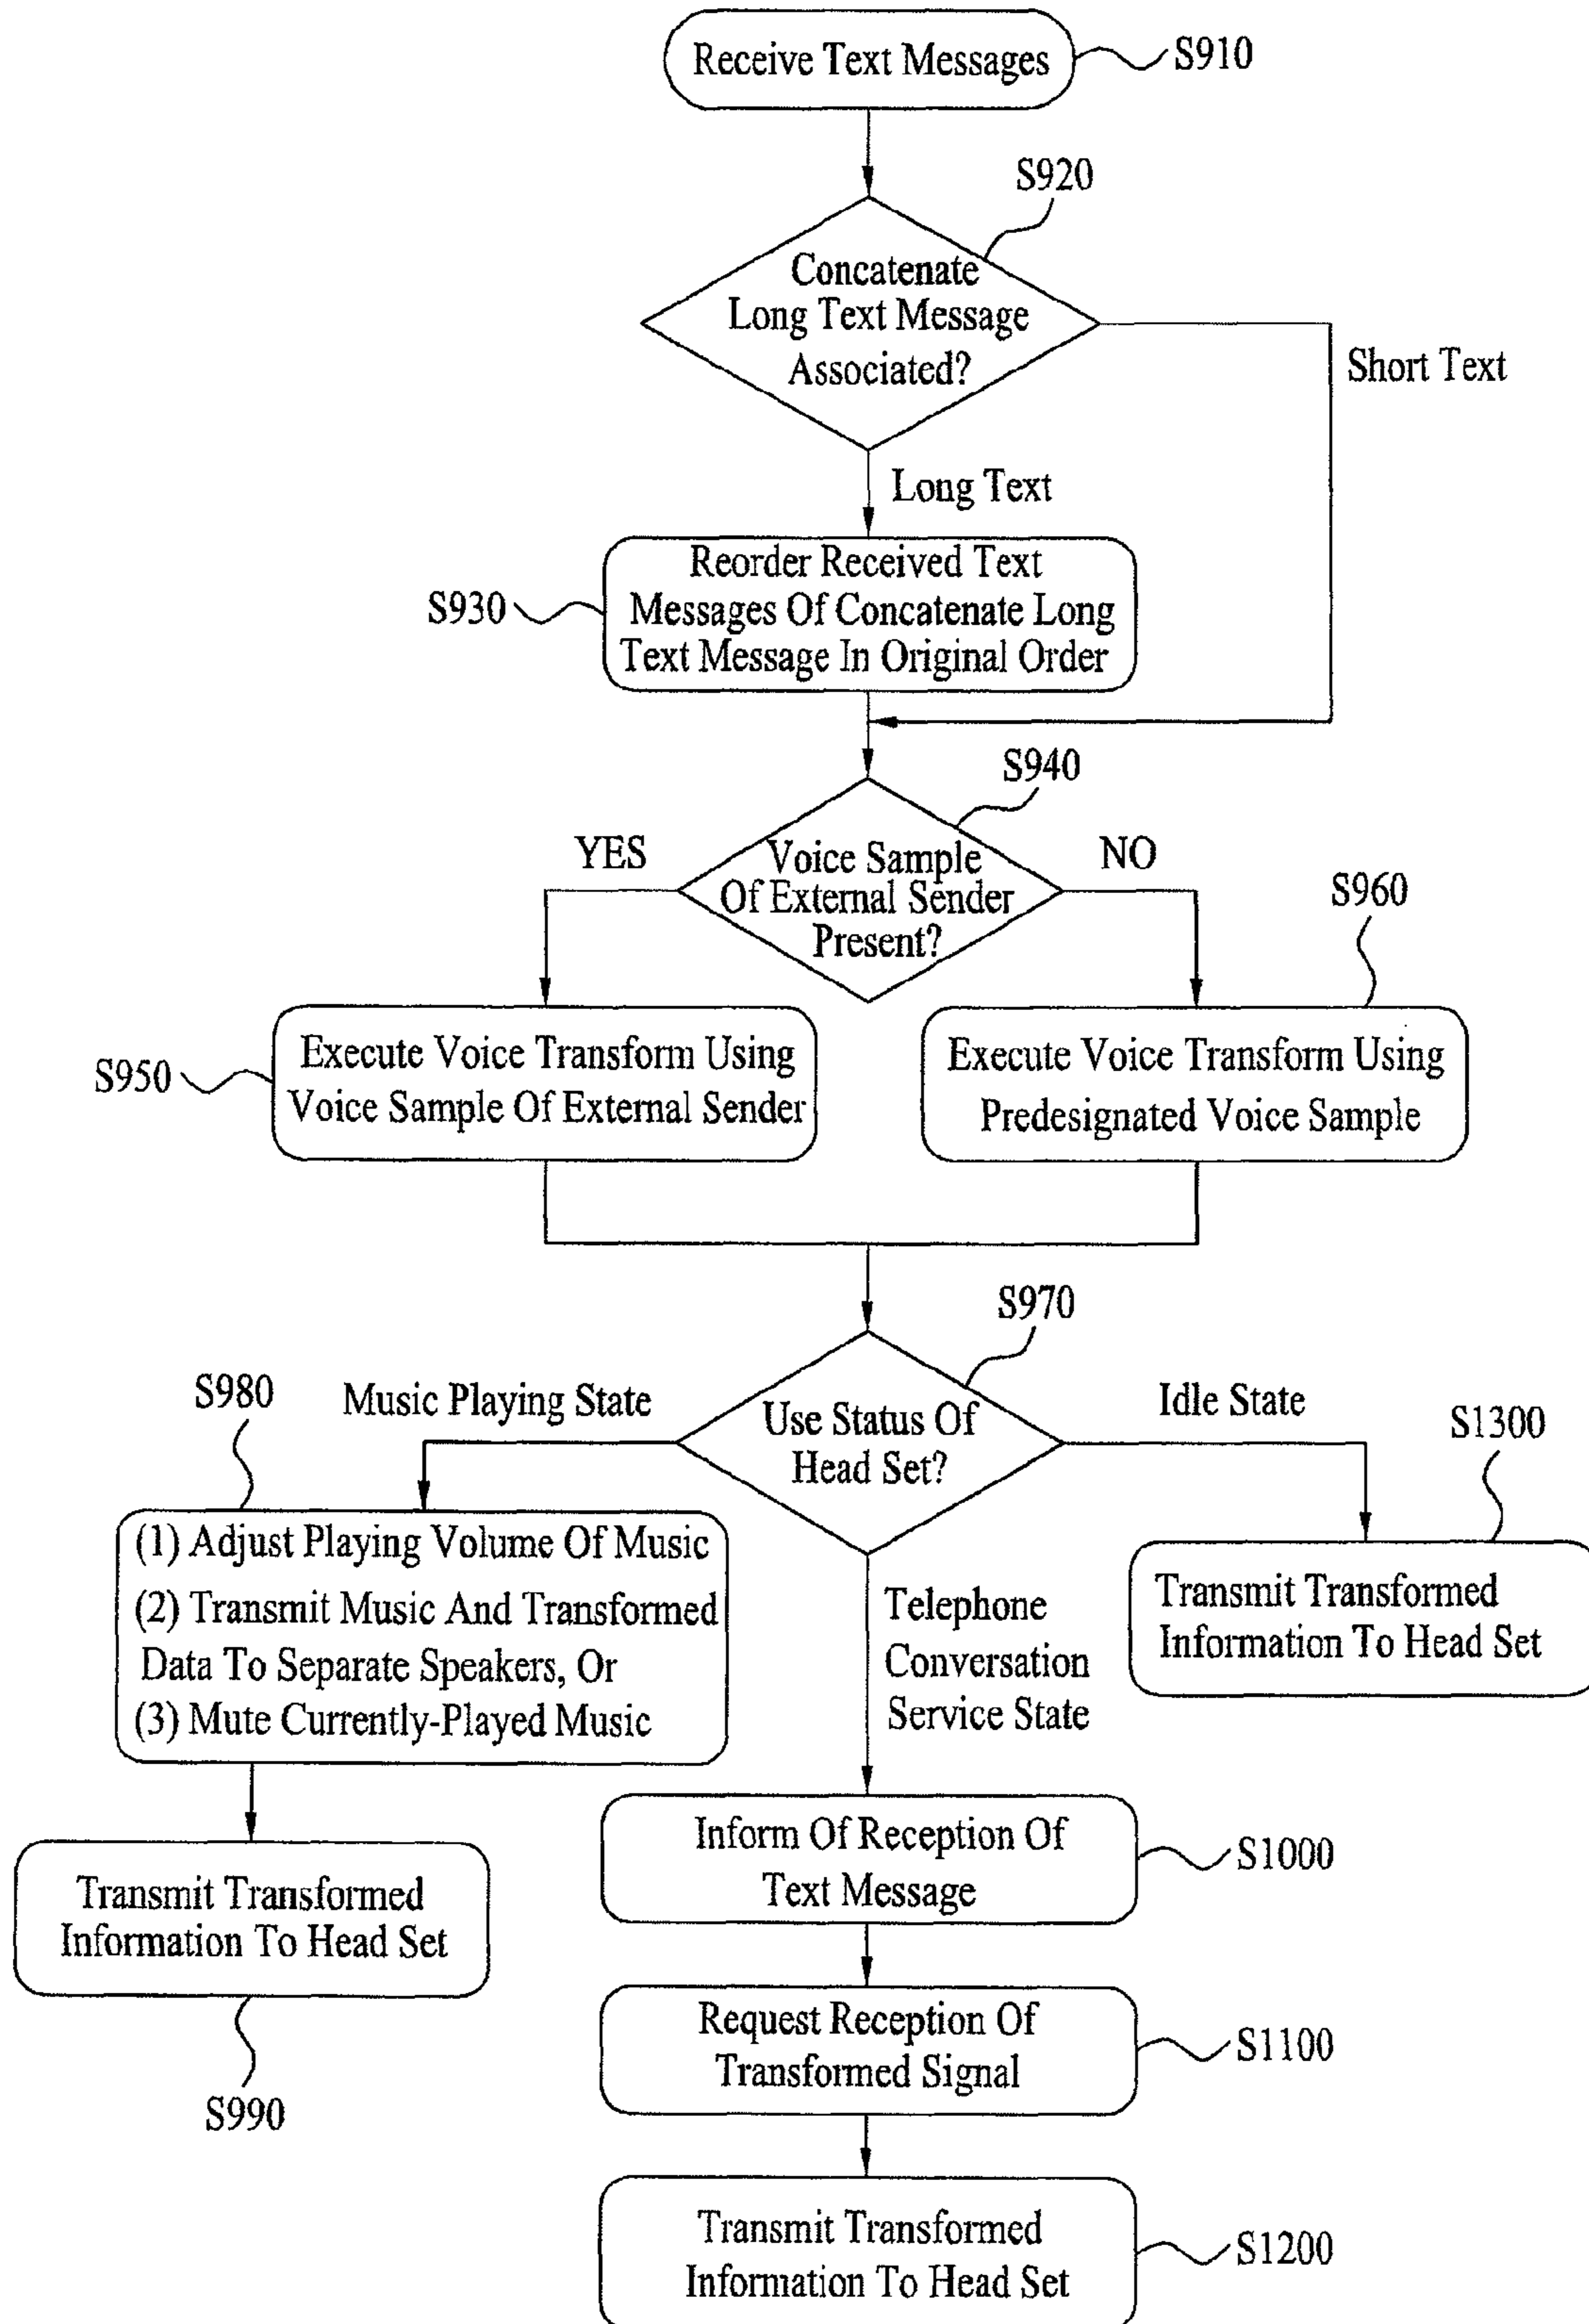 Receive Text Messages
S910
S920
Concatenate
Long Text Message
Associated?
Short Text
Long Text
Reorder Received Text
Messages Of Concatenate Long
Text Message In Original Order
S930
S940
YES
Voice Sample
Of External Sender
Present?
NO
S960
S950
Execute Voice Transform Using
Voice Sample Of External Sender
Execute Voice Transform Using
Predesignated Voice Sample
S970
S980
Music Playing State
Use Status Of
Head Set?
Idle State
S1300
(1) Adjust Playing Volume Of Music
(2) Transmit Music And Transformed
Data To Separate Speakers, Or
(3) Mute Currently-Played Music
Telephone
Conversation
Service State
Transmit Transformed
Information To Head Set
Inform Of Reception Of
Text Message
S1000
Transmit Transformed
Information To Head Set
S990
Request Reception Of
Transformed Signal
S1100
Transmit Transformed
Information To Head Set
S1200